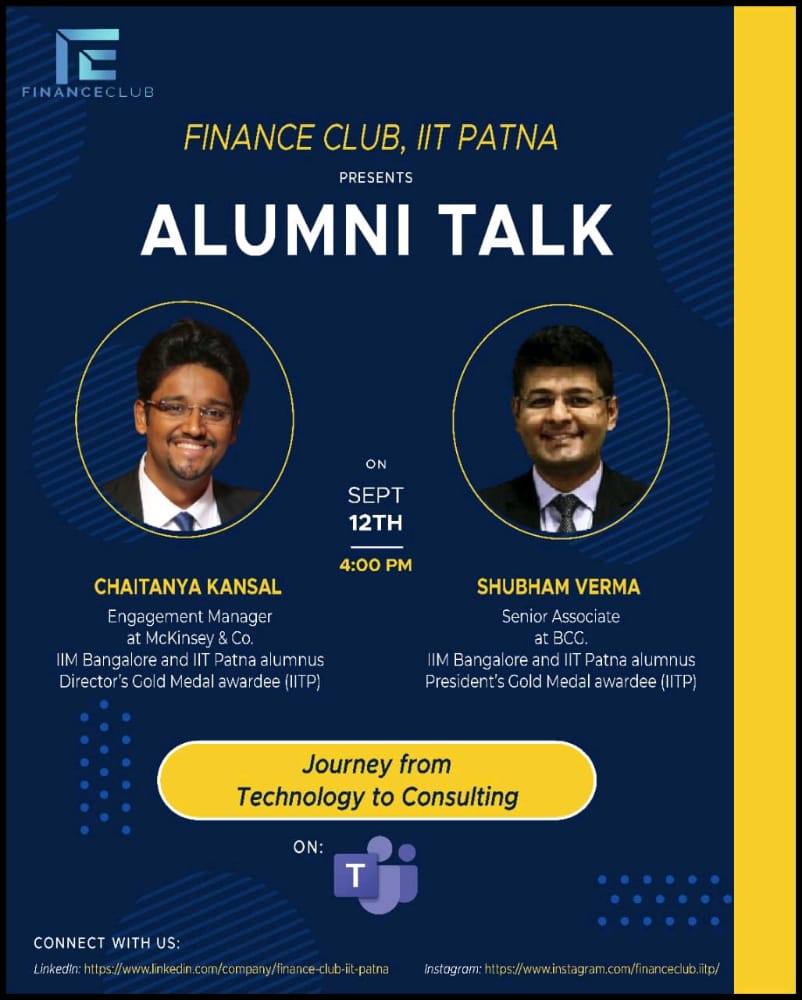 FINANCECLUB
FINANCE CLUB, IIT PATNA
PRESENTS
ALUMNI TALK
ON
SEPT
12TH
4:00 PM
CHAITANYA KANSAL
Engagement Manager
at McKinsey & Co.
IIM Bangalore and IIT Patna alumnus
Director's Gold Medal awardee (IITP)
SHUBHAM VERMA
Senior Associate
at BCG.
IIM Bangalore and IIT Patna alumnus
President's Gold Medal awardee (IITP)
Journey from
Technology to Consulting
ON:
T
CONNECT WITH US:
LinkedIn: https://www.linkedin.com/company/finance-club-iit-patna
Instagram: https://www.instagram.com/financeclub.iitp/